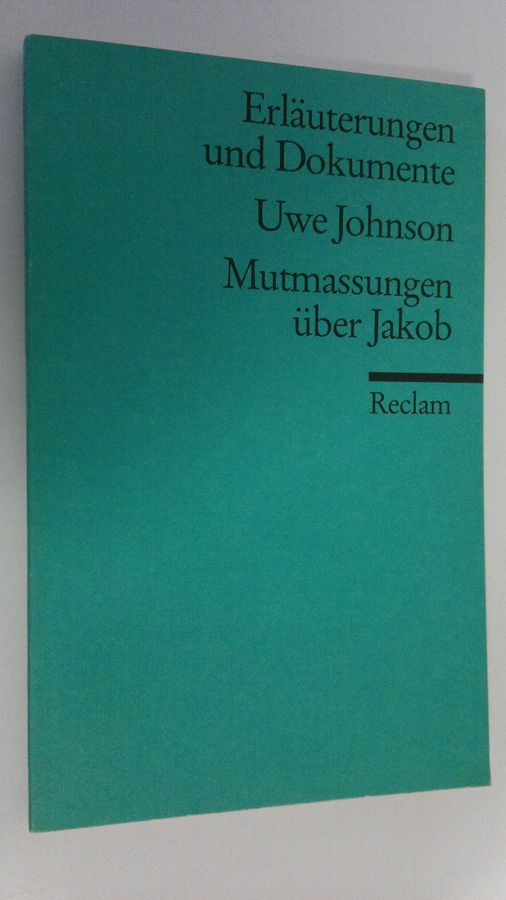 Erläuterungen
und Dokumente
Uwe Johnson
Mutmassungen
über Jakob
Reclam